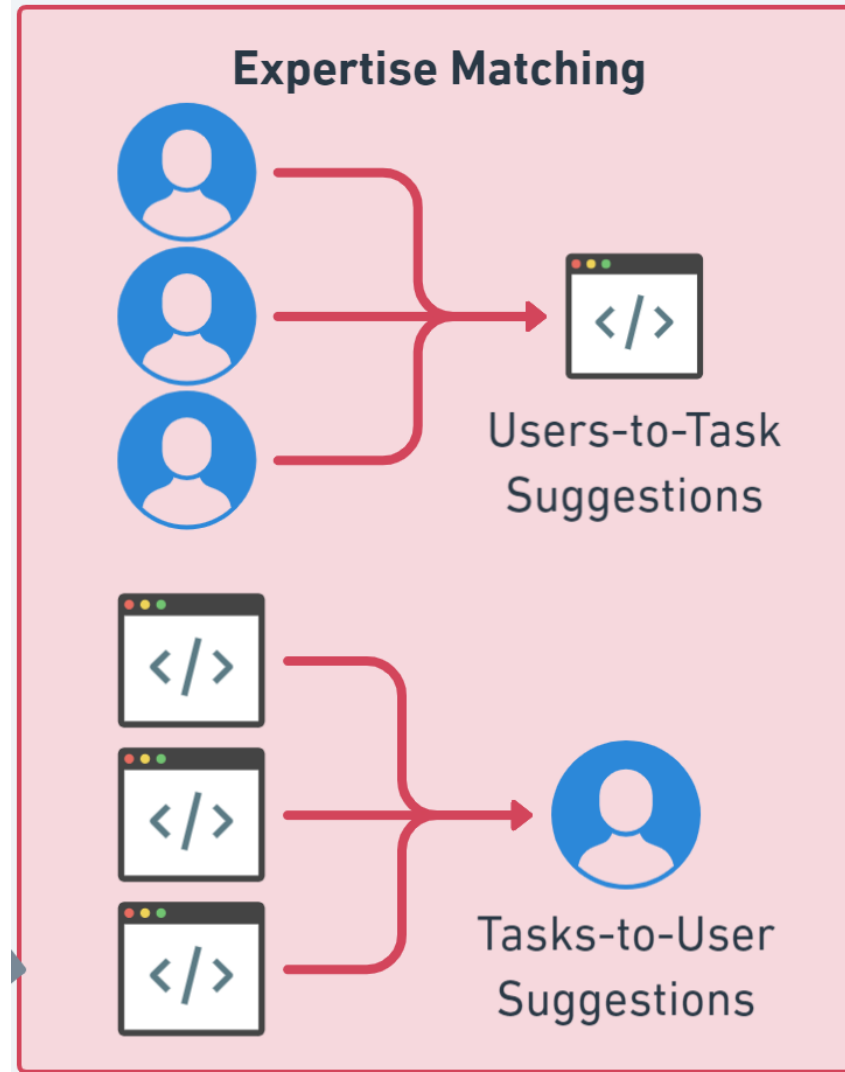 Expertise Matching
</>
Users-to-Task
Suggestions
</>
</>
</>
Tasks-to-User
Suggestions